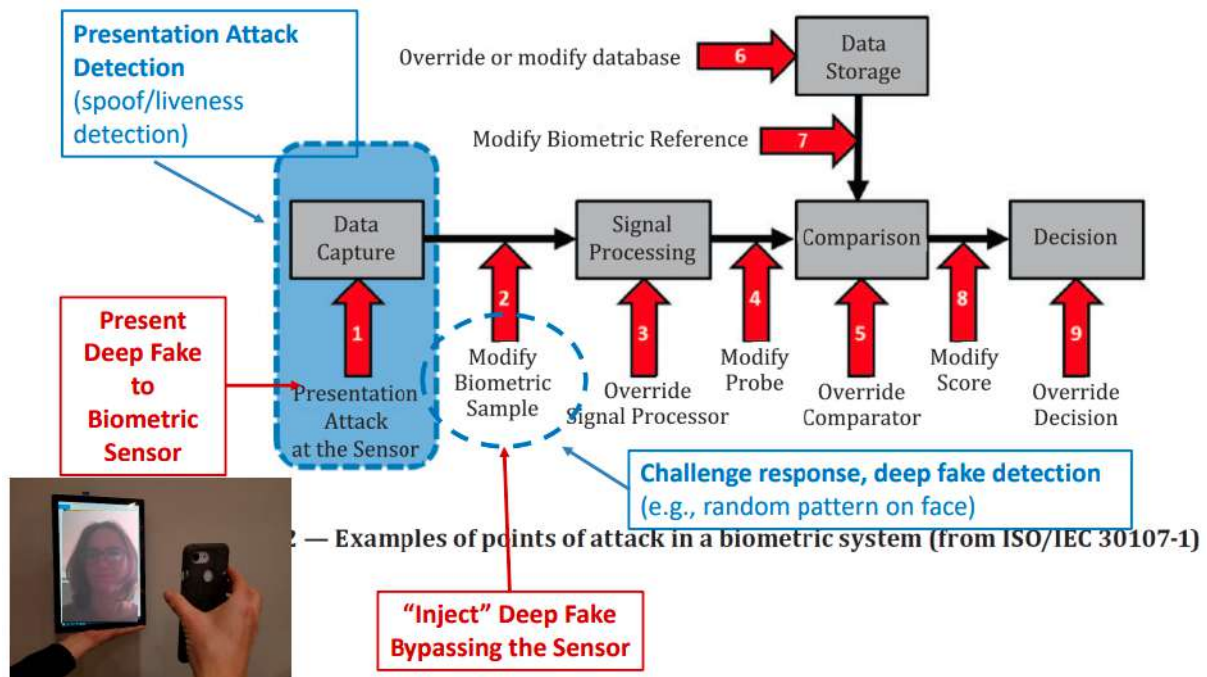 Presentation Attack
Detection
(spoof/liveness
detection)
Override or modify database
6
Data
Storage
Modify Biometric Reference
7
Data
Capture
Signal
Processing
Comparison
Decision
1
2
3
4
5
8
9
Present
Deep Fake
to
Biometric
Sensor
Presentation
Attack
at the Sensor
Modify
Biometric
Sample
Override
Signal Processor
Modify
Probe
Override
Comparator
Modify
Score
Override
Decision
Challenge response, deep fake detection
(e.g., random pattern on face)
2 — Examples of points of attack in a biometric system (from ISO/IEC 30107-1)
“Inject” Deep Fake
Bypassing the Sensor